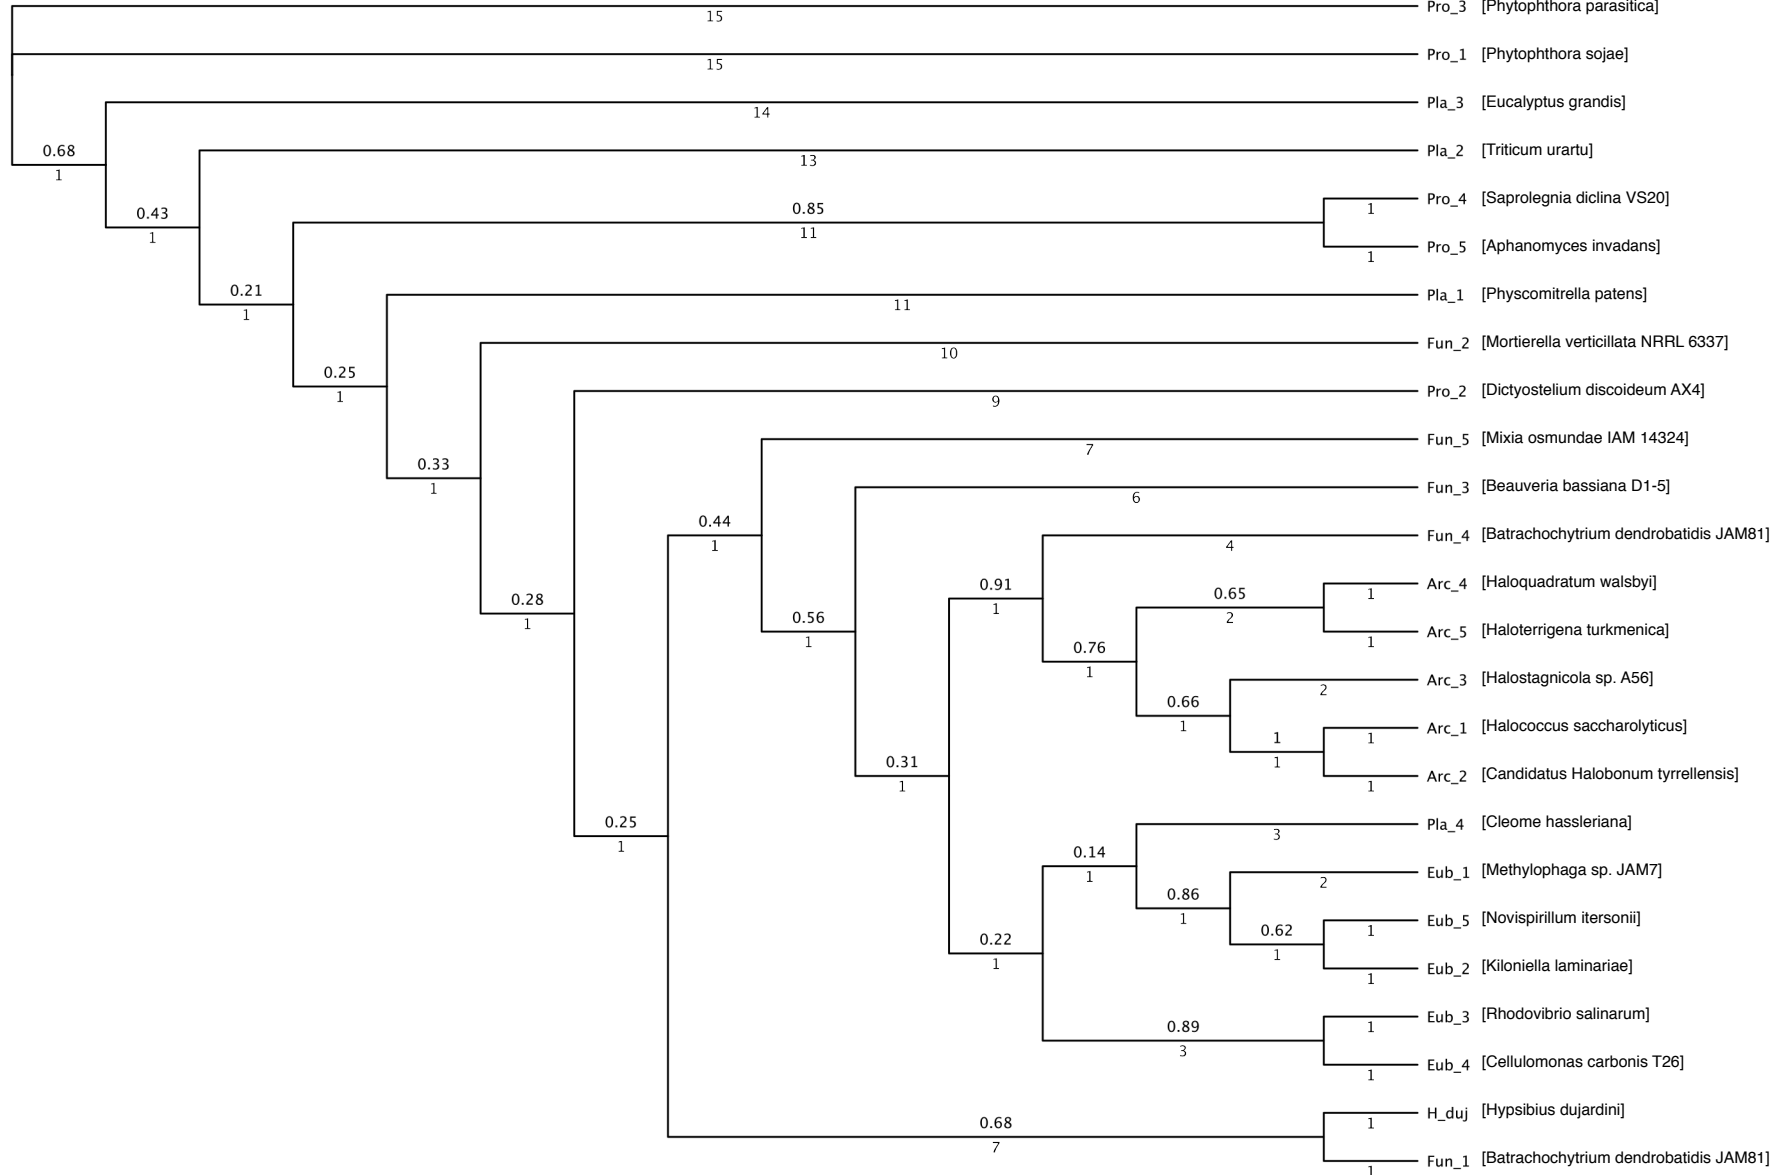 Pro_3 [Phytophthora parasitica]
15
Pro_1 [Phytophthora sojae]
15
Pla_3 [Eucalyptus grandis]
14
0.68
Pla_2 [Triticum urartu]
13
1
Pro_4 [Saprolegnia diclina VS20]
0.85
1
0.43
11
1
Pro_5 [Aphanomyces invadans]
1
0.21
Pla_1 [Physcomitrella patens]
11
1
Fun_2 [Mortierella verticillata NRRL 6337]
10
0.25
1
Pro_2 [Dictyostelium discoideum AX4]
9
Fun_5 [Mixia osmundae IAM 14324]
7
0.33
1
Fun_3 [Beauveria bassiana D1-5]
6
0.44
1
Fun_4 [Batrachochytrium dendrobatidis JAM81]
4
0.91
1
Arc_4 [Haloquadratum walsbyi]
0.65
1
0.28
1
0.56
1
2
Arc_5 [Haloterrigena turkmenica]
1
0.76
1
Arc_3 [Halostagnicola sp. A56]
2
0.66
1
Arc_1 [Halococcus saccharolyticus]
1
1
1
0.31
1
Arc_2 [Candidatus Halobonum tyrrellensis]
1
0.25
1
Pla_4 [Cleome hassleriana]
3
0.14
1
Eub_1 [Methylophaga sp. JAM7]
2
0.86
1
Eub_5 [Novispirillum itersonii]
1
0.62
1
0.22
1
Eub_2 [Kiloniella laminariae]
1
Eub_3 [Rhodovibrio salinarum]
0.89
1
3
Eub_4 [Cellulomonas carbonis T26]
1
H_duj [Hypsibius dujardini]
0.68
1
7
Fun_1 [Batrachochytrium dendrobatidis JAM81]
1